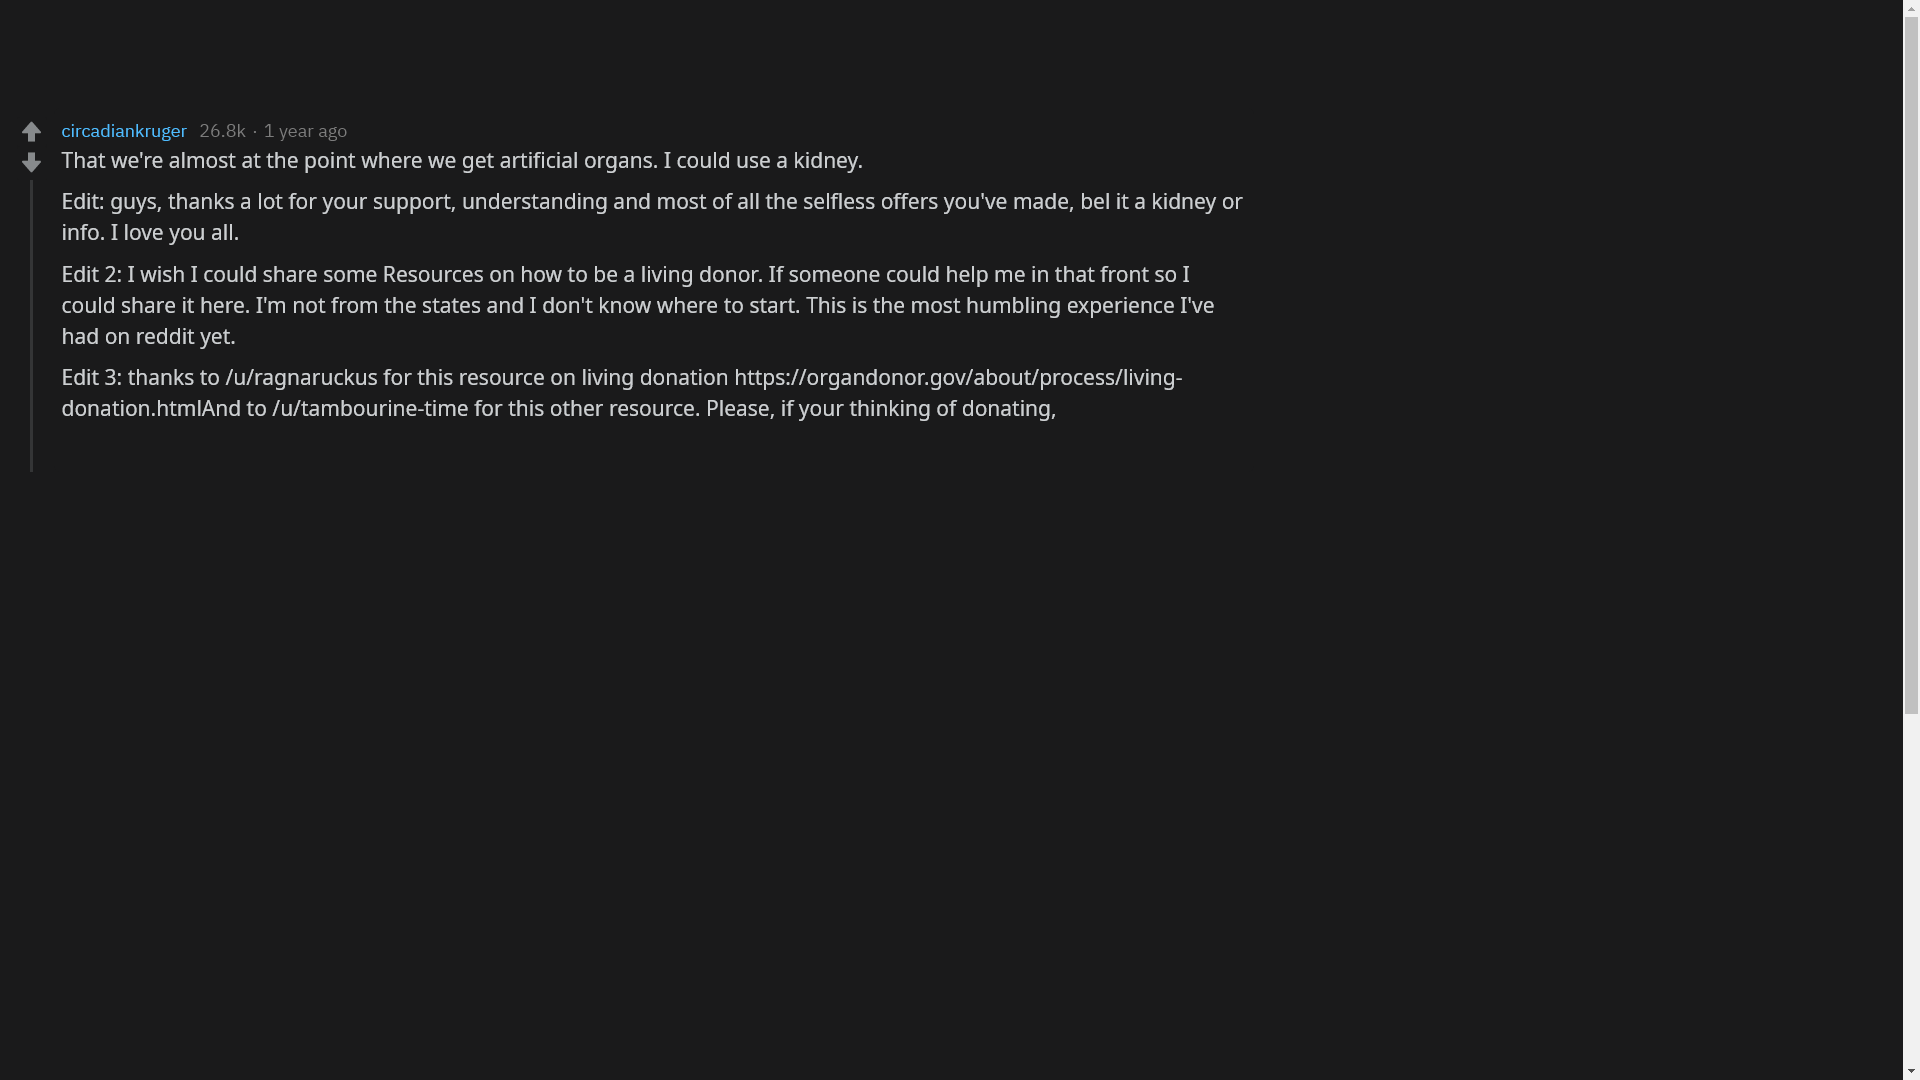 circadiankruger 26.8k · 1 year ago
That we're almost at the point where we get artificial organs. I could use a kidney.
Edit: guys, thanks a lot for your support, understanding and most of all the selfless offers you've made, bel it a kidney or
info. I love you all.
Edit 2: I wish I could share some Resources on how to be a living donor. If someone could help me in that front so I
could share it here. I'm not from the states and I don't know where to start. This is the most humbling experience I've
had on reddit yet.
Edit 3: thanks to /u/ragnaruckus for this resource on living donation https://organdonor.gov/about/process/living-
donation.htmlAnd to /u/tambourine-time for this other resource. Please, if your thinking of donating,